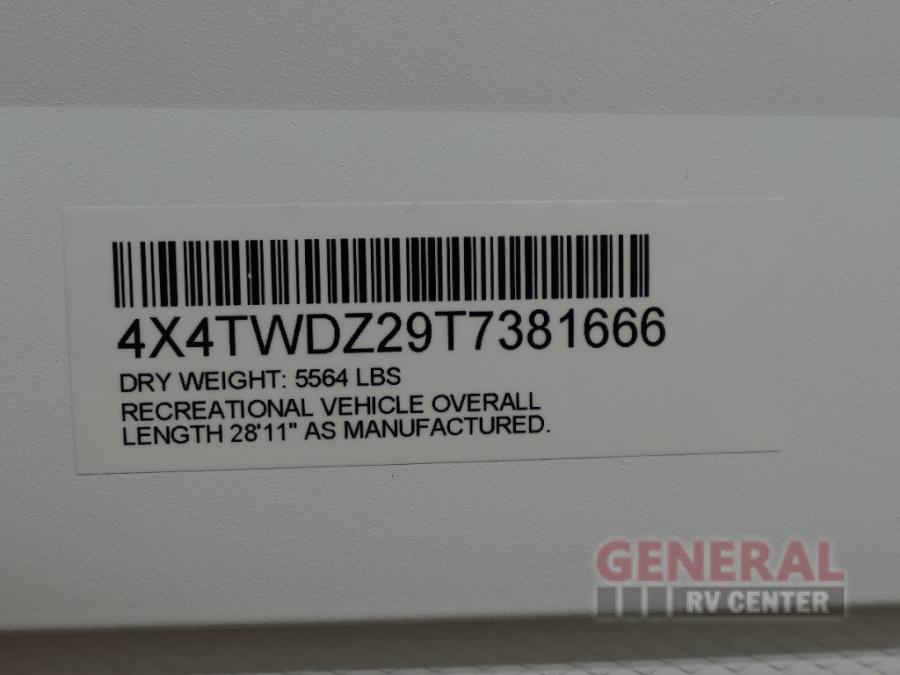 4X4TWDZ29T7381666
DRY WEIGHT: 5564 LBS
RECREATIONAL VEHICLE OVERALL
LENGTH 28'11" AS MANUFACTURED.
GENERAL
RV CENTER